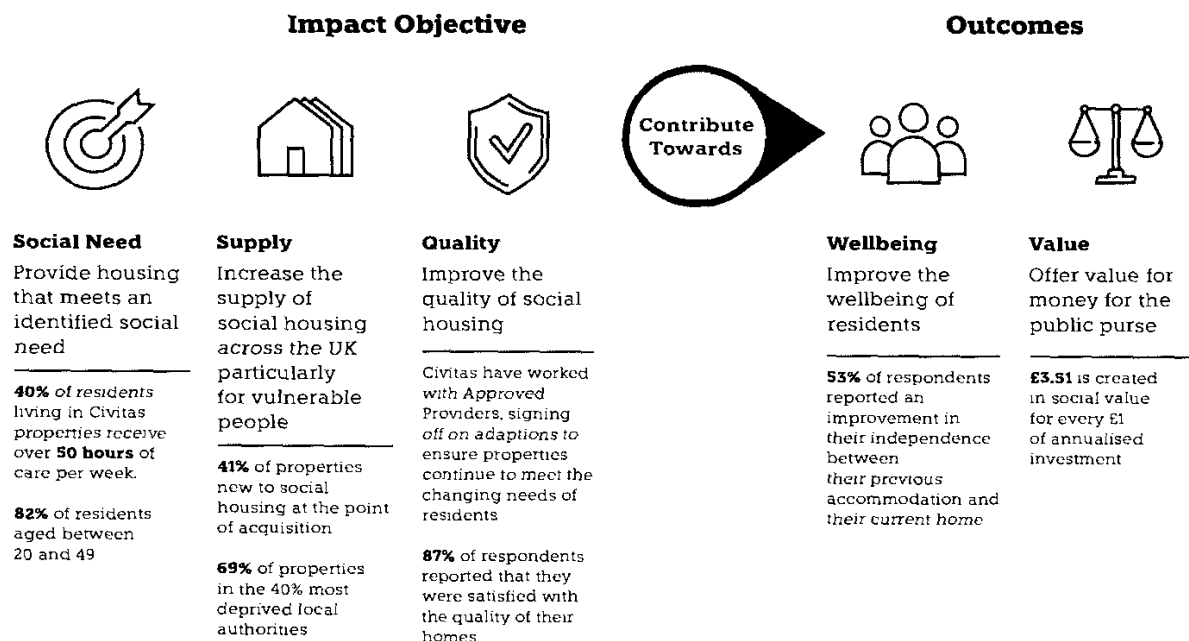 Impact Objective
Outcomes
Contribute
Towards
Social Need
Provide housing
that meets an
identified social
need
40% of residents
living in Civitas
properties receive
over 50 hours of
care per week.
82% of residents
aged between
20 and 49
Supply
Increase the
supply of
social housing
across the UK
particularly
for vulnerable
people
41% of properties
new to social
housing at the point
of acquisition
69% of properties
in the 40% most
deprived local
authorities
Quality
Improve the
quality of social
housing
Civitas have worked
with Approved
Providers, signing
off on adaptions to
ensure properties
continue to meet the
changing needs of
residents
87% of respondents
reported that they
were satisfied with
the quality of their
homes
Wellbeing
Improve the
wellbeing of
residents
53% of respondents
reported an
improvement in
their independence
between
their previous
accommodation and
their current home
Value
Offer value for
money for the
public purse
£3.51 is created
in social value
for every £1
of annualised
investment